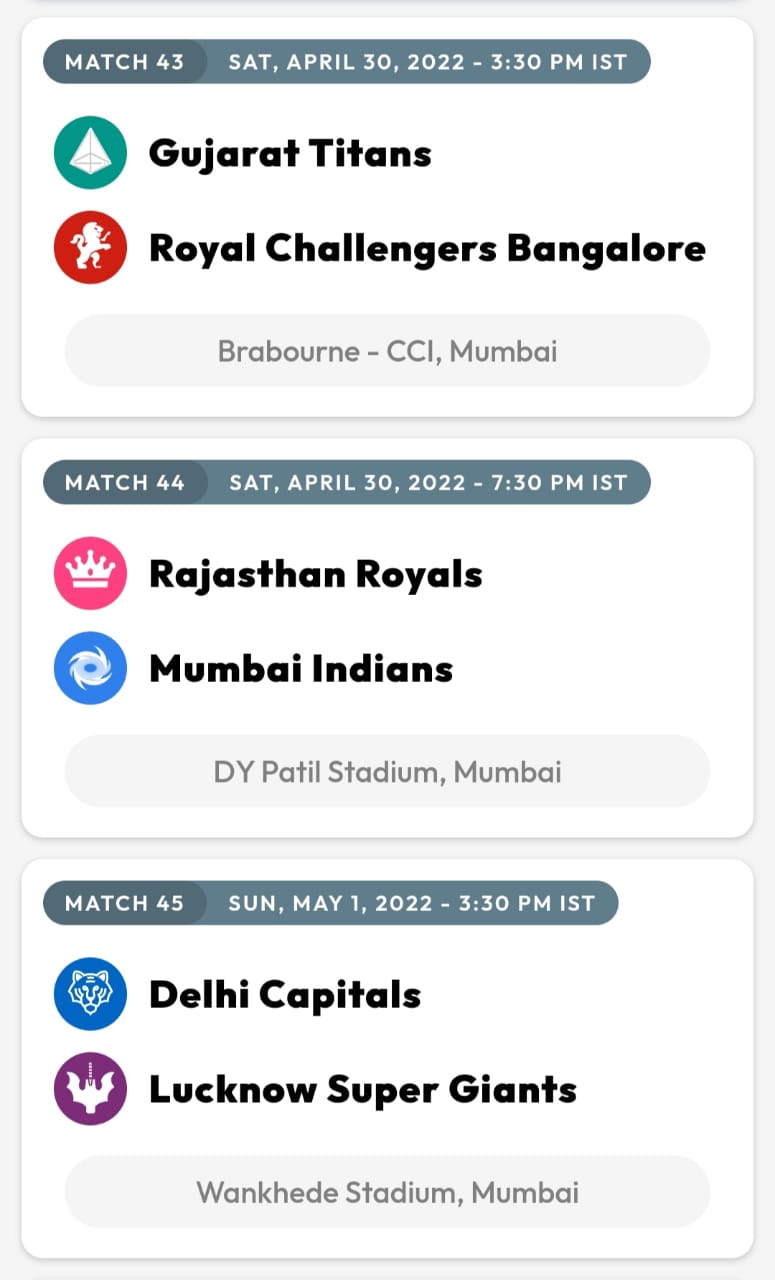 MATCH 43 SAT, APRIL 30, 2022 - 3:30 PM IST
Gujarat Titans
Royal Challengers Bangalore
Brabourne - CCI, Mumbai
MATCH 44 SAT, APRIL 30, 2022 - 7:30 PM IST
Rajasthan Royals
Mumbai Indians
DY Patil Stadium, Mumbai
MATCH 45 SUN, MAY 1, 2022 - 3:30 PM IST
Delhi Capitals
Lucknow Super Giants
Wankhede Stadium, Mumbai